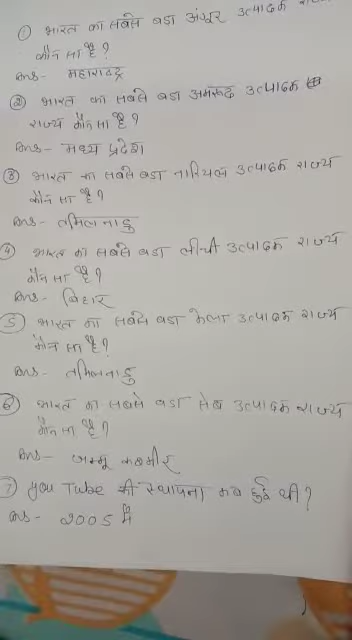 ① भारत का सबसे बडा अंगूर उत्पादक राज्य
कौन सा है?
Ans- महाराष्ट्र
② भारत का सबसे बडा अमरूद उत्पादक
राज्य कौन सा है?
Ans- मध्य प्रदेश
③ भारत का सबसे बडा नारियल उत्पादक राज्य
कौन सा है?
Ans- तमिलनाडु
④ भारत का सबसे बडा लीची उत्पादक राज्य
कौन सा है?
Ans- बिहार
⑤ भारत का सबसे बडा केला उत्पादक राज्य
कौन सा है?
Ans- तमिलनाडु
⑥ भारत का सबसे बडा सेब उत्पादक राज्य
कौन सा है?
Ans- जम्मू कश्मीर
⑦ You Tube की स्थापना कब हुई थी?
Ans- 2005 में